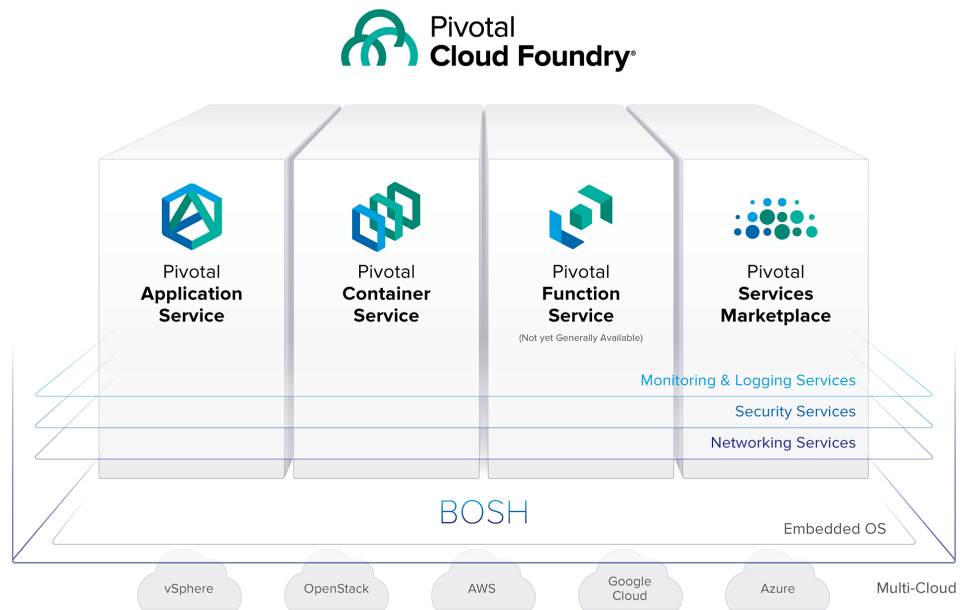 Pivotal
Cloud Foundry®
Pivotal
Application
Service
Pivotal
Container
Service
Pivotal
Function
Service
(Not yet Generally Available)
Pivotal
Services
Marketplace
Monitoring & Logging Services
Security Services
Networking Services
BOSH
Embedded OS
vSphere
OpenStack
AWS
Google
Cloud
Azure
Multi-Cloud